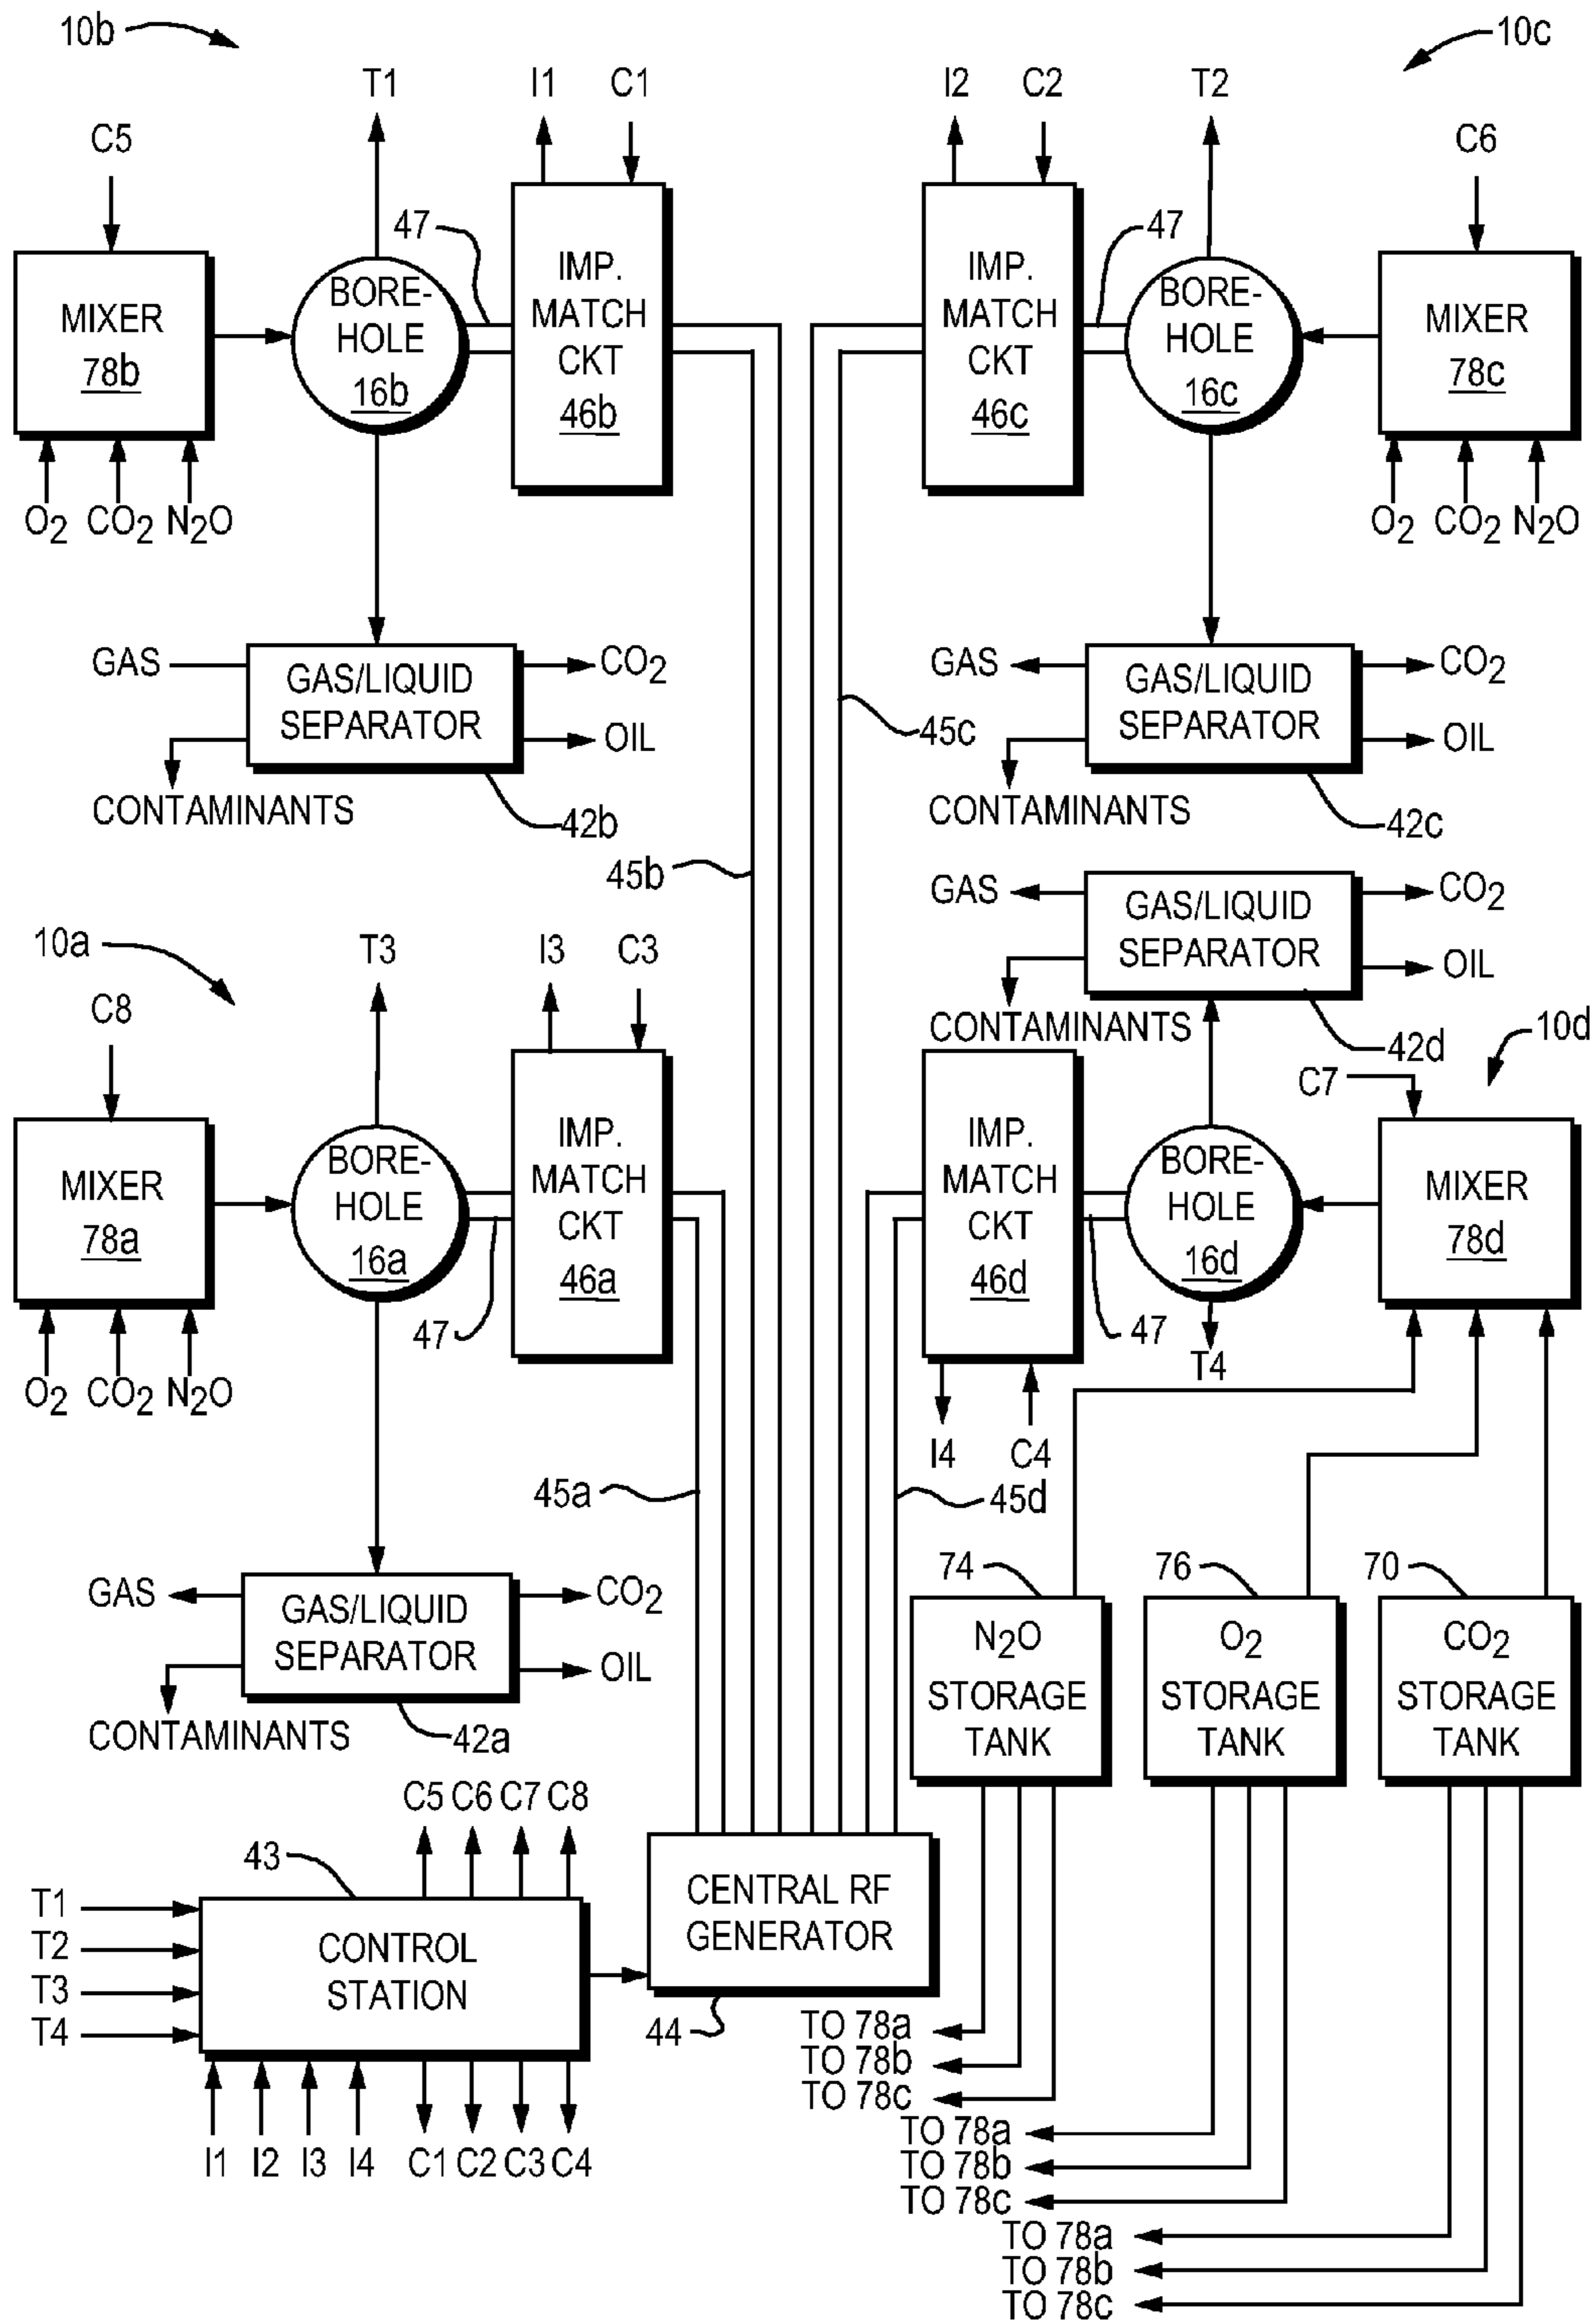 10b
10c
T1
I1
C1
I2
C2
T2
C5
C6
47
47
MIXER
78b
BORE-
HOLE
16b
IMP.
MATCH
CKT
46b
IMP.
MATCH
CKT
46c
BORE-
HOLE
16c
MIXER
78c
O2 CO2 N2O
O2 CO2 N2O
GAS
GAS/LIQUID
SEPARATOR
CO2
OIL
CONTAMINANTS
42b
GAS
GAS/LIQUID
SEPARATOR
CO2
OIL
CONTAMINANTS
42c
45c
45b
GAS
GAS/LIQUID
SEPARATOR
CO2
OIL
CONTAMINANTS
42d
10a
T3
I3
C3
C8
10d
C7
MIXER
78a
BORE-
HOLE
16a
IMP.
MATCH
CKT
46a
IMP.
MATCH
CKT
46d
BORE-
HOLE
16d
MIXER
78d
47
47
T4
O2 CO2 N2O
I4
C4
45a
45d
GAS
GAS/LIQUID
SEPARATOR
CO2
OIL
CONTAMINANTS
42a
74
76
70
N2O
STORAGE
TANK
O2
STORAGE
TANK
CO2
STORAGE
TANK
C5 C6 C7 C8
43
T1
T2
T3
T4
CONTROL
STATION
CENTRAL RF
GENERATOR
44
I1 I2 I3 I4 C1 C2 C3 C4
TO 78a
TO 78b
TO 78c
TO 78a
TO 78b
TO 78c
TO 78a
TO 78b
TO 78c